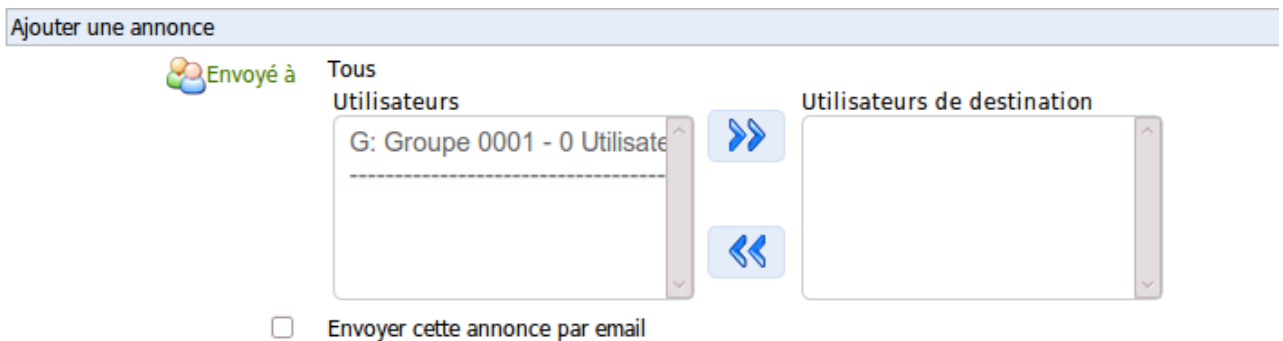 Ajouter une annonce
Envoyé à Tous
Utilisateurs Utilisateurs de destination
G: Groupe 0001 - 0 Utilisate
------------------------------------
Envoyer cette annonce par email